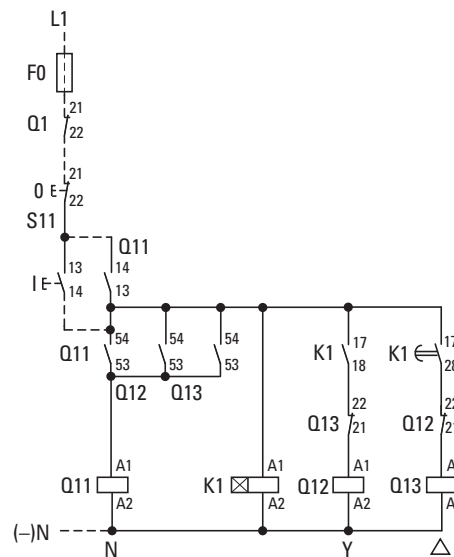 L1
F0
Q1 21
22
0 E 21
22
S11
Q11
I E 13 14
14 13
Q11 54 54 54
53 53 53
Q12 Q13
K1 17 K1 17
18 28
Q13 22 Q12 22
21 21
Q11 A1 K1 A1 Q12 A1 Q13 A
A2 A2 A2 A
(–)N
N Y